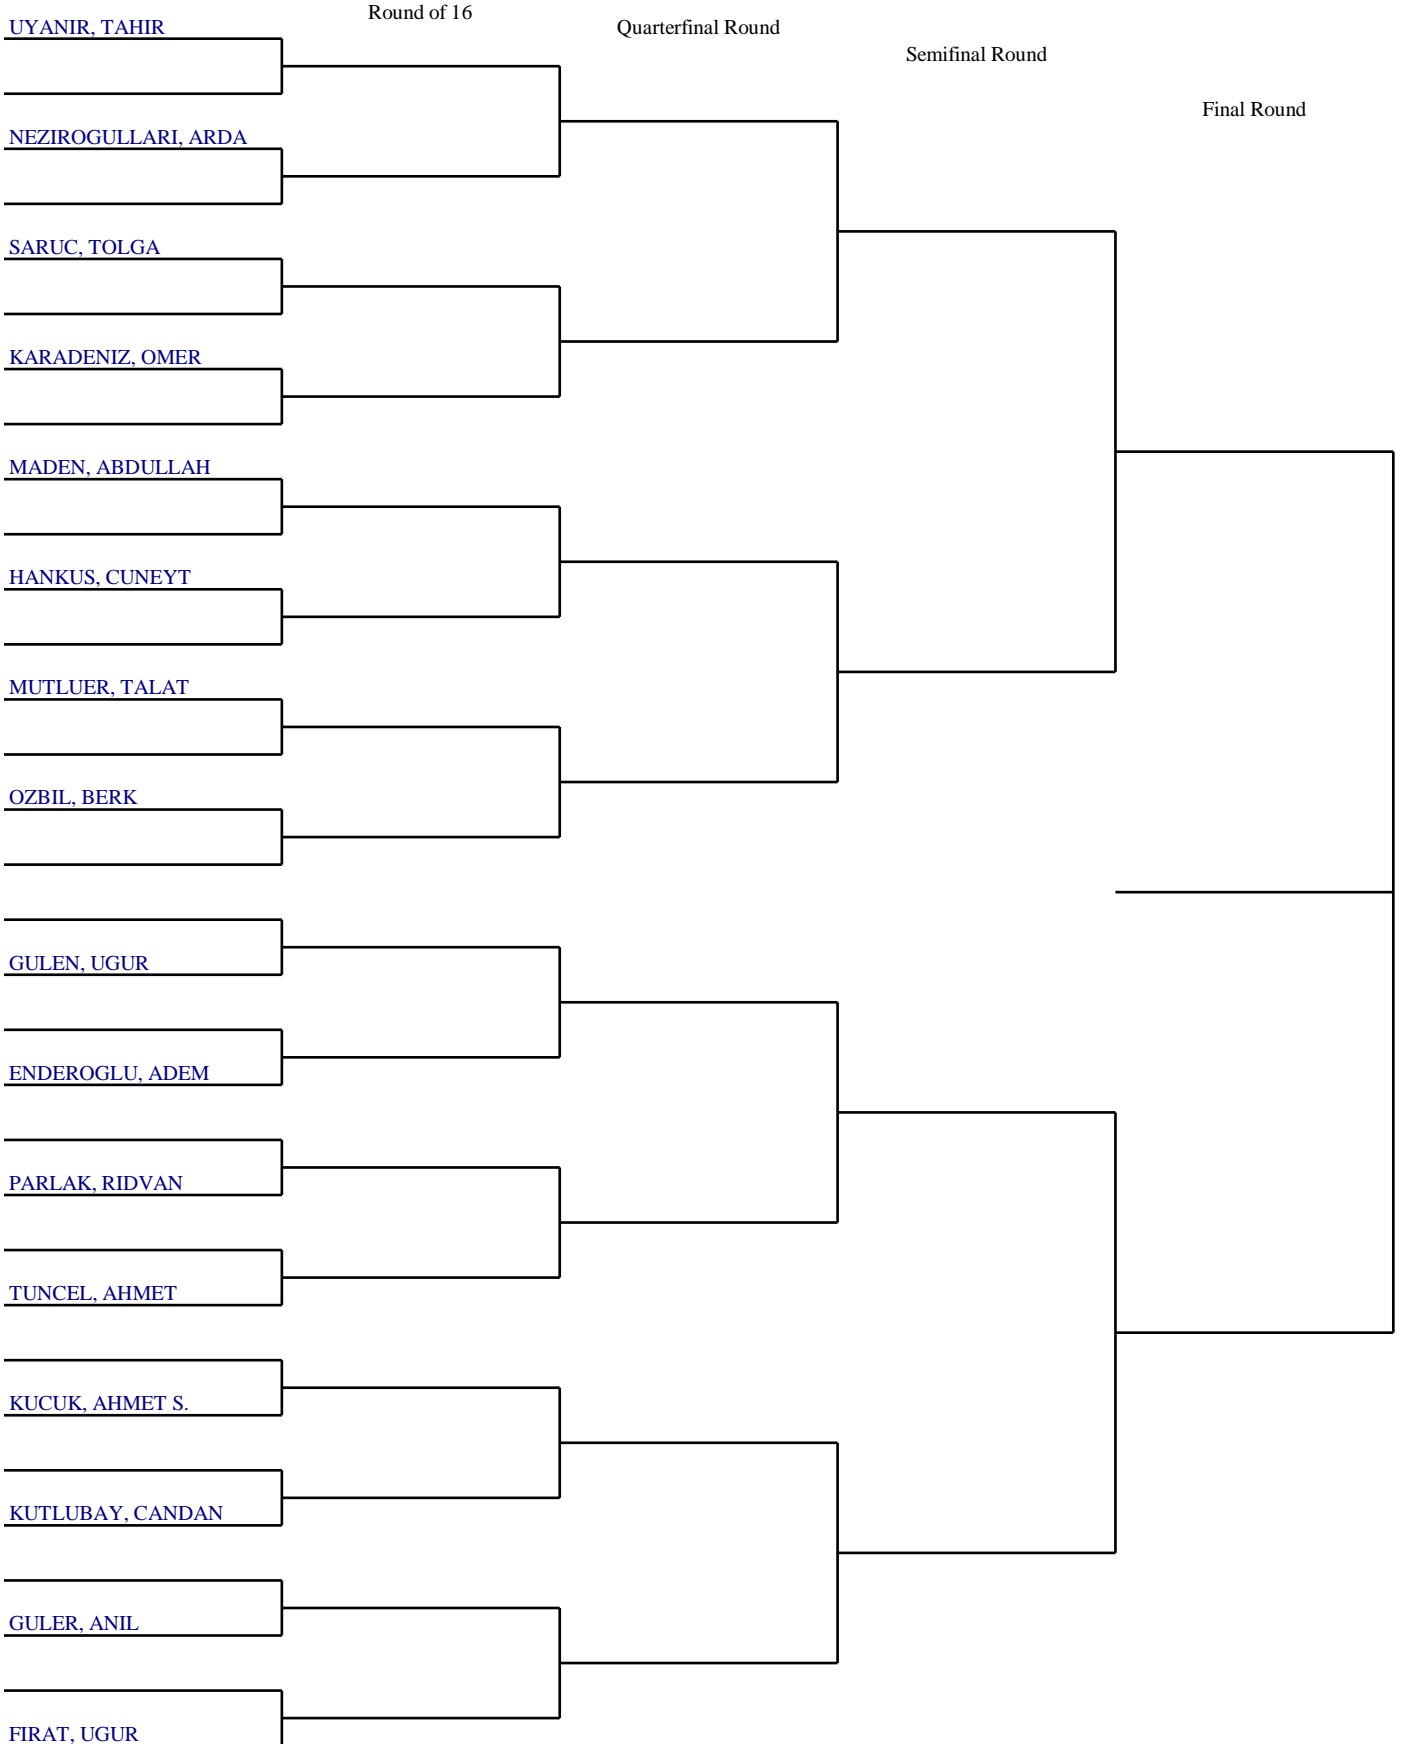 Round of 16
Quarterfinal Round
Semifinal Round
Final Round
UYANIR, TAHIR
NEZIROGULLARI, ARDA
SARUC, TOLGA
KARADENIZ, OMER
MADEN, ABDULLAH
HANKUS, CUNEYT
MUTLUER, TALAT
OZBIL, BERK
GULEN, UGUR
ENDEROGLU, ADEM
PARLAK, RIDVAN
TUNCEL, AHMET
KUCUK, AHMET S.
KUTLUBAY, CANDAN
GULER, ANIL
FIRAT, UGUR